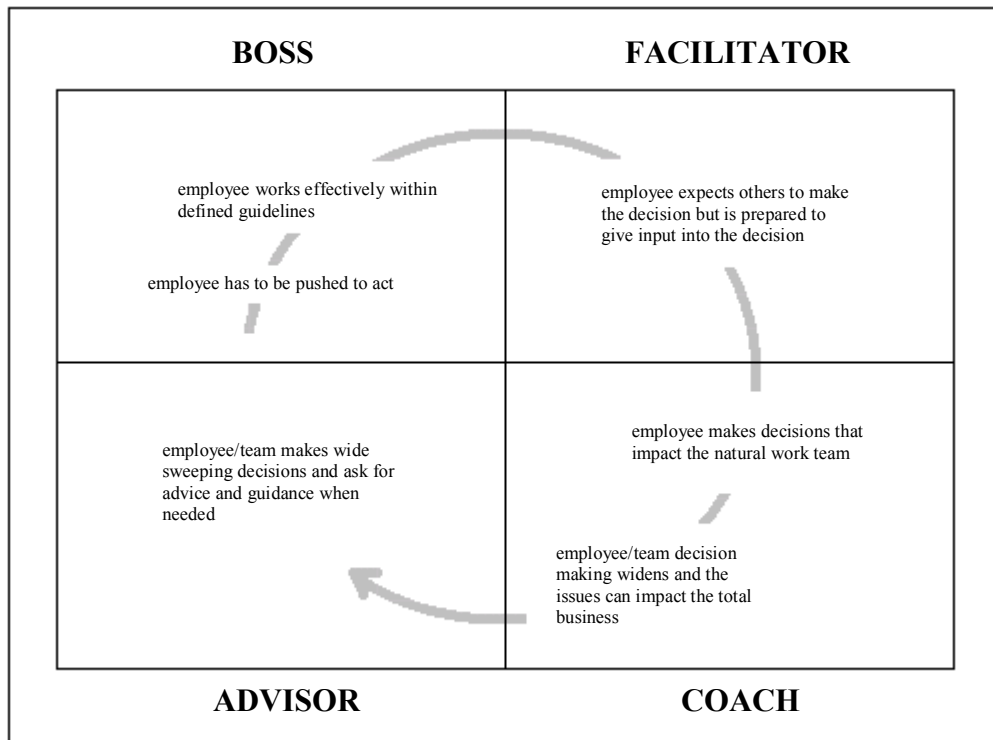 BOSS
FACILITATOR
employee works effectively within
defined guidelines
employee has to be pushed to act
employee expects others to make
the decision but is prepared to
give input into the decision
employee/team makes wide
sweeping decisions and ask for
advice and guidance when
needed
employee makes decisions that
impact the natural work team
employee/team decision
making widens and the
issues can impact the total
business
ADVISOR
COACH